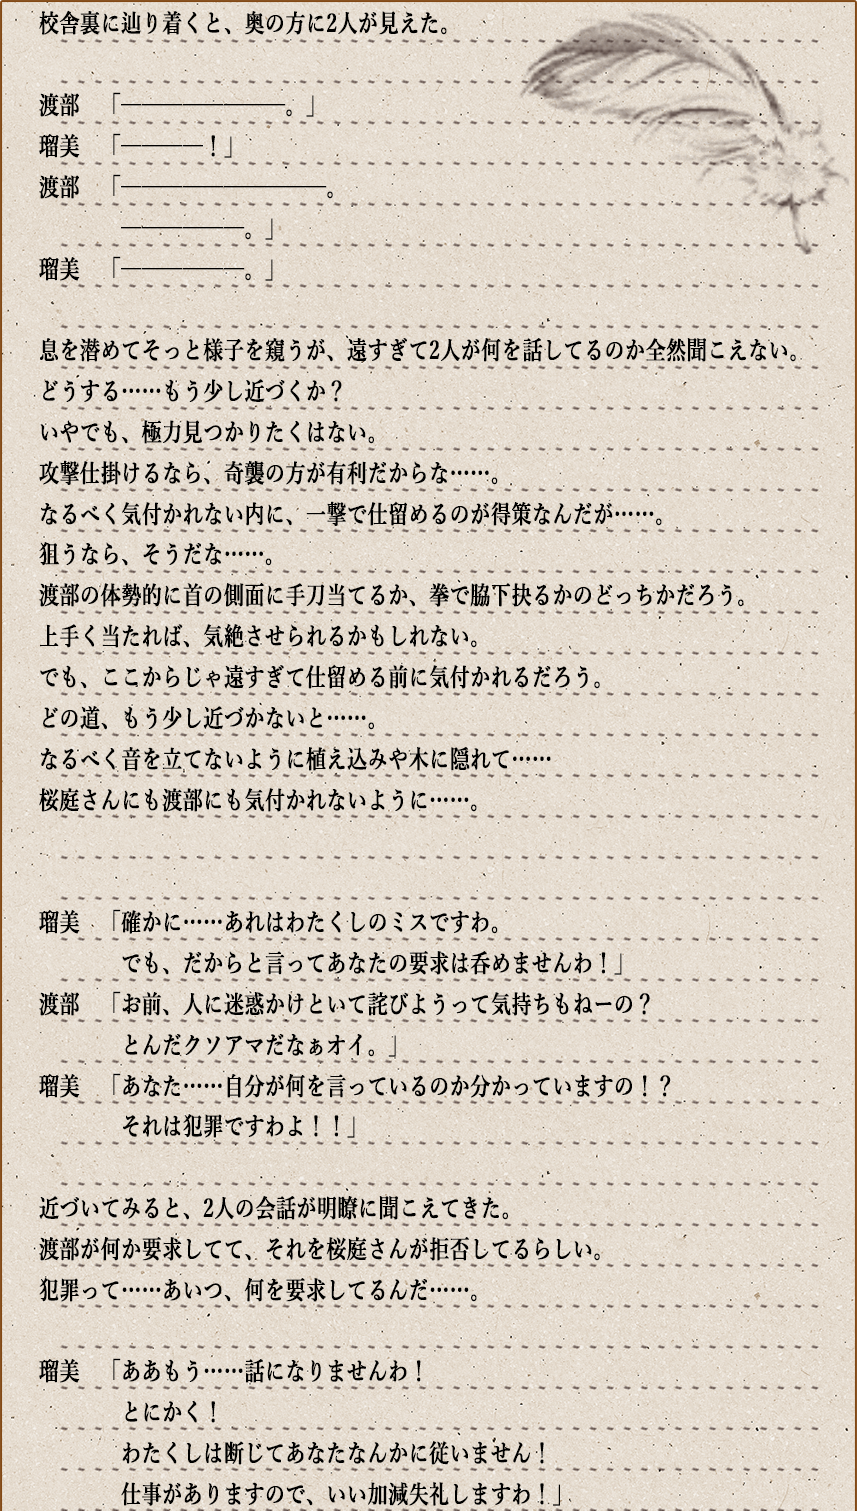 校舎裏に辿り着くと、奥の方に2人が見えた。
渡部　「――――――――。」
瑠美　「――――！」
渡部　「――――――――――。
――――――。」
瑠美　「――――――。」
息を潜めてそっと様子を窺うが、遠すぎて2人が何を話してるのか全然聞こえない。
どうする……もう少し近づくか？
いやでも、極力見つかりたくはない。
攻撃仕掛けるなら、奇襲の方が有利だからな……。
なるべく気付かれない内に、一撃で仕留めるのが得策なんだが……。
狙うなら、そうだな……。
渡部の体勢的に首の側面に手刀当てるか、拳で脇下抉るかのどっちかだろう。
上手く当たれば、気絶させられるかもしれない。
でも、ここからじゃ遠すぎて仕留める前に気付かれるだろう。
どの道、もう少し近づかないと……。
なるべく音を立てないように植え込みや木に隠れて……
桜庭さんにも渡部にも気付かれないように……。
瑠美　「確かに……あれはわたくしのミスですわ。
でも、だからと言ってあなたの要求は呑めませんわ！」
渡部　「お前、人に迷惑かけといて詫びようって気持ちもねーの？
とんだクソアマだなぁオイ。」
瑠美　「あなた……自分が何を言っているのか分かっていますの！？
それは犯罪ですわよ！！」
近づいてみると、2人の会話が明瞭に聞こえてきた。
渡部が何か要求してて、それを桜庭さんが拒否してるらしい。
犯罪って……あいつ、何を要求してるんだ……。
瑠美　「ああもう……話になりませんわ！
とにかく！
わたくしは断じてあなたなんかに従いません！
仕事がありますので、いい加減失礼しますわ！」